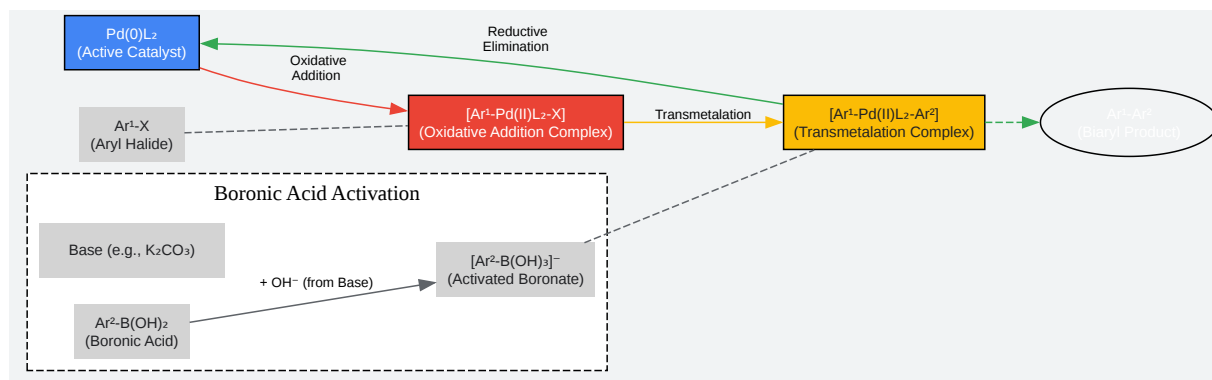 Pd(0)L₂
(Active Catalyst)
Reductive
Elimination
Oxidative
Addition
Ar¹-X
(Aryl Halide)
[Ar¹-Pd(II)L₂-X]
(Oxidative Addition Complex)
Transmetalation
[Ar¹-Pd(II)L₂-Ar²]
(Transmetalation Complex)
Ar¹-Ar²
(Biaryl Product)
Boronic Acid Activation
Base (e.g., K₂CO₃)
[Ar²-B(OH)₃]⁻
(Activated Boronate)
+ OH⁻ (from Base)
Ar²-B(OH)₂
(Boronic Acid)